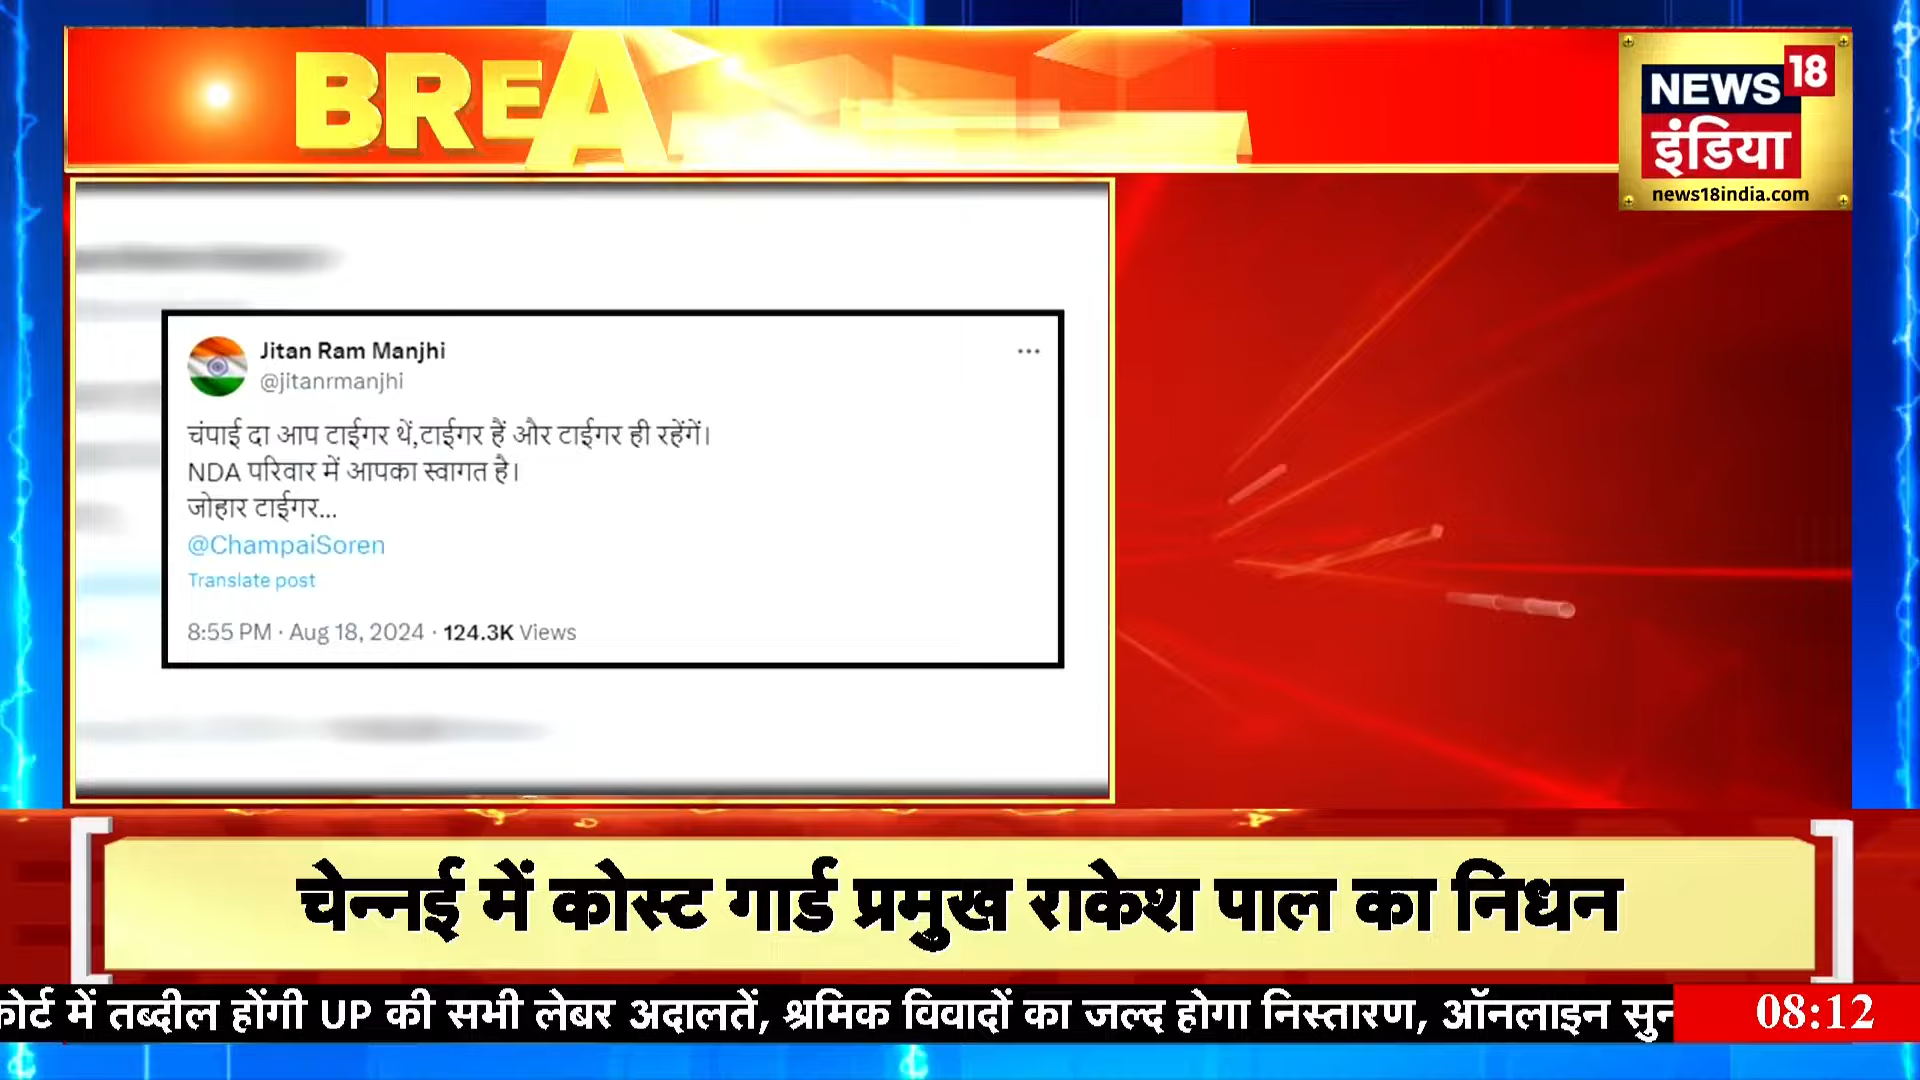 BREA
NEWS 18
इंडिया
news18india.com
Jitan Ram Manjhi
@jitanrmanjhi
चंपाई दा आप टाईगर थें,टाईगर हैं और टाईगर ही रहेंगें।
NDA परिवार में आपका स्वागत है।
जोहार टाईगर...
@ChampaiSoren
Translate post
8:55 PM · Aug 18, 2024 · 124.3K Views
चेन्नई में कोस्ट गार्ड प्रमुख राकेश पाल का निधन
में तब्दील होंगी UP की सभी लेबर अदालतें, श्रमिक विवादों का जल्द होगा निस्तारण, ऑनलाइन
08:12